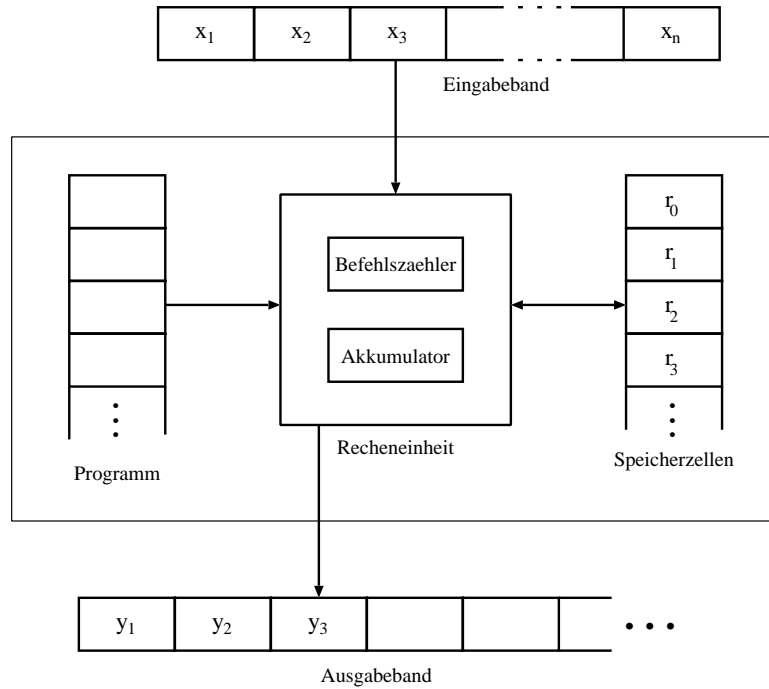 x1 x2 x3 xn
Eingabeband
r0
r1
r2
r3
Befehlszaehler
Akkumulator
Recheneinheit
Programm
Speicherzellen
y1 y2 y3
Ausgabeband